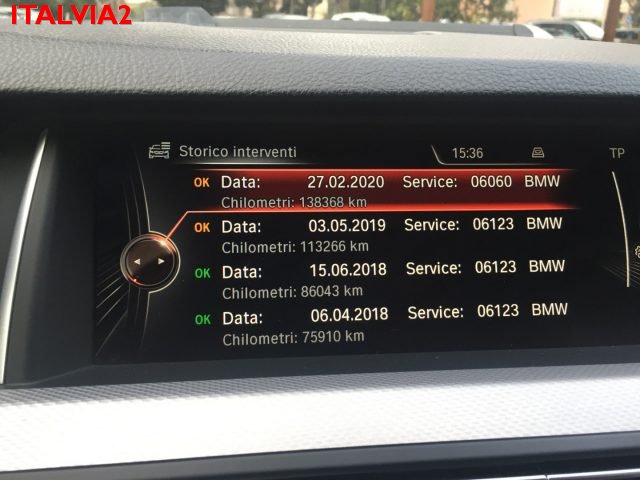 ITALVIA2
Storico interventi 15:36 TP
OK Data: 27.02.2020 Service: 06060 BMW
Chilometri: 138368 km
OK Data: 03.05.2019 Service: 06123 BMW
Chilometri: 113266 km
OK Data: 15.06.2018 Service: 06123 BMW
Chilometri: 86043 km
OK Data: 06.04.2018 Service: 06123 BMW
Chilometri: 75910 km